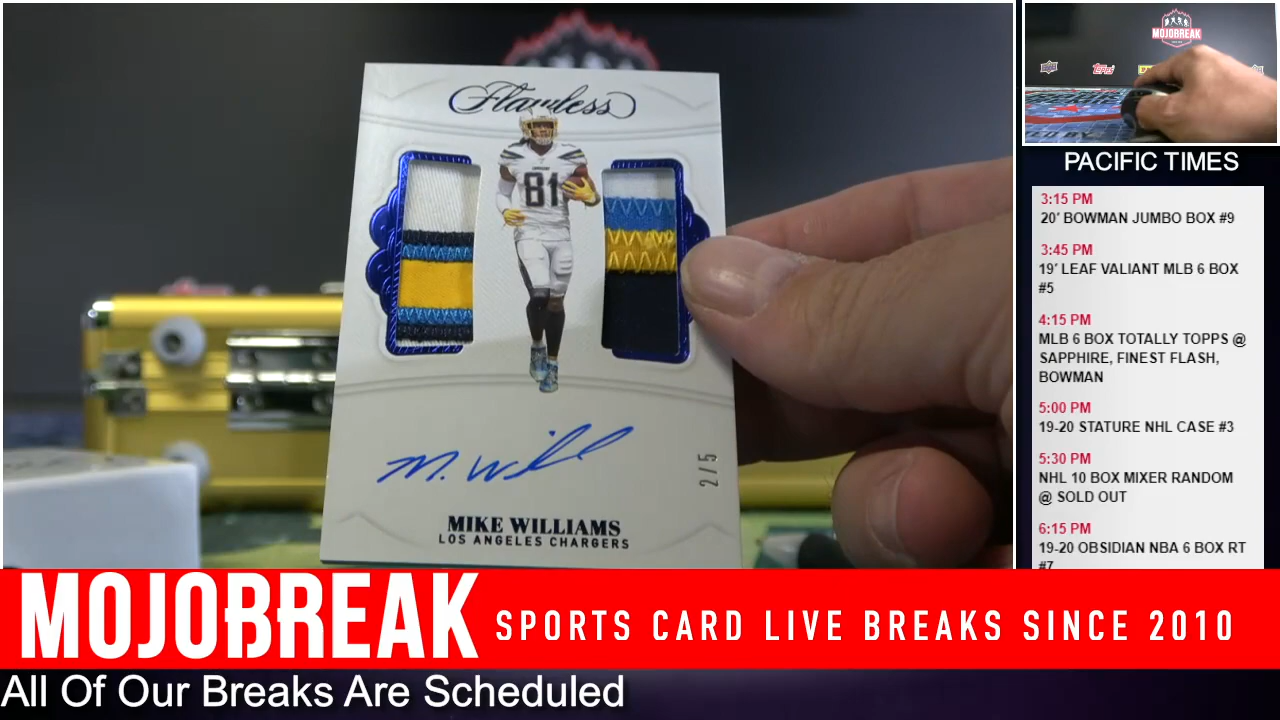 Flawless
81
M. Will
2/5
MIKE WILLIAMS
LOS ANGELES CHARGERS
MOJOBREAK
Topps
PACIFIC TIMES
3:15 PM
20' BOWMAN JUMBO BOX #9
3:45 PM
19' LEAF VALIANT MLB 6 BOX
#5
4:15 PM
MLB 6 BOX TOTALLY TOPPS @
SAPPHIRE, FINEST FLASH,
BOWMAN
5:00 PM
19-20 STATURE NHL CASE #3
5:30 PM
NHL 10 BOX MIXER RANDOM
@ SOLD OUT
6:15 PM
19-20 OBSIDIAN NBA 6 BOX RT
#7
MOJOBREAK SPORTS CARD LIVE BREAKS SINCE 2010
All Of Our Breaks Are Scheduled